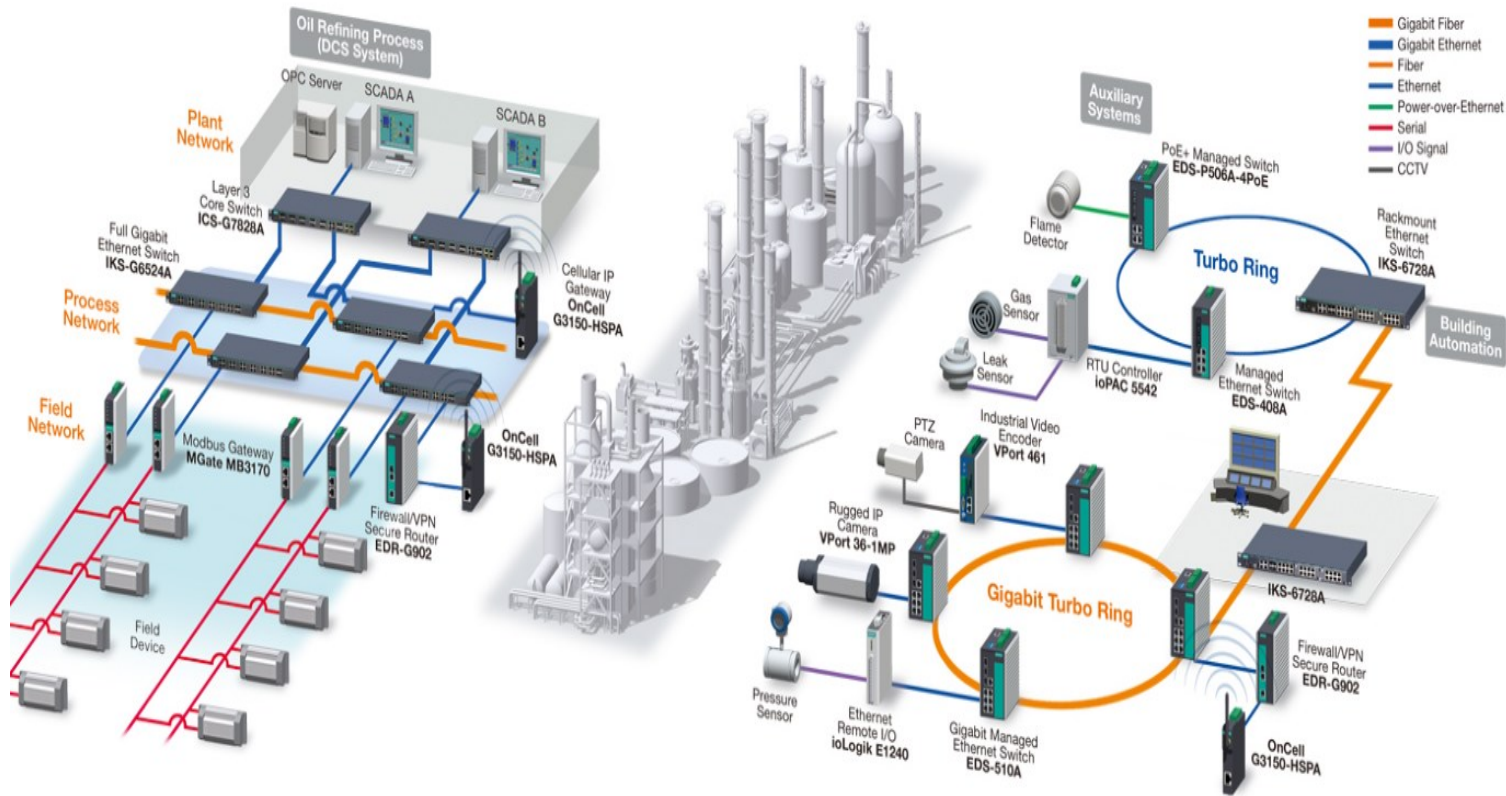 Oil Refining Process
(DCS System)
OPC Server
SCADA A
SCADA B
Plant
Network
Layer 3
Core Switch
ICS-G7828A
Full Gigabit
Ethernet Switch
IKS-G6524A
Cellular IP
Gateway
OnCell
G3150-HSPA
Process
Network
Field
Network
Modbus Gateway
MGate MB3170
OnCell
G3150-HSPA
Firewall/VPN
Secure Router
EDR-G902
Field
Device
Gigabit Fiber
Gigabit Ethernet
Fiber
Ethernet
Power-over-Ethernet
Serial
I/O Signal
CCTV
Auxiliary
Systems
PoE+ Managed Switch
EDS-P506A-4PoE
Flame
Detector
Rackmount
Ethernet
Switch
IKS-6728A
Turbo Ring
Gas
Sensor
Leak
Sensor
RTU Controller
ioPAC 5542
Managed
Ethernet Switch
EDS-408A
Building
Automation
PTZ
Camera
Industrial Video
Encoder
VPort 461
Rugged IP
Camera
VPort 36-1MP
Gigabit Turbo Ring
IKS-6728A
Pressure
Sensor
Ethernet
Remote I/O
ioLogik E1240
Gigabit Managed
Ethernet Switch
EDS-510A
Firewall/VPN
Secure Router
EDR-G902
OnCell
G3150-HSPA